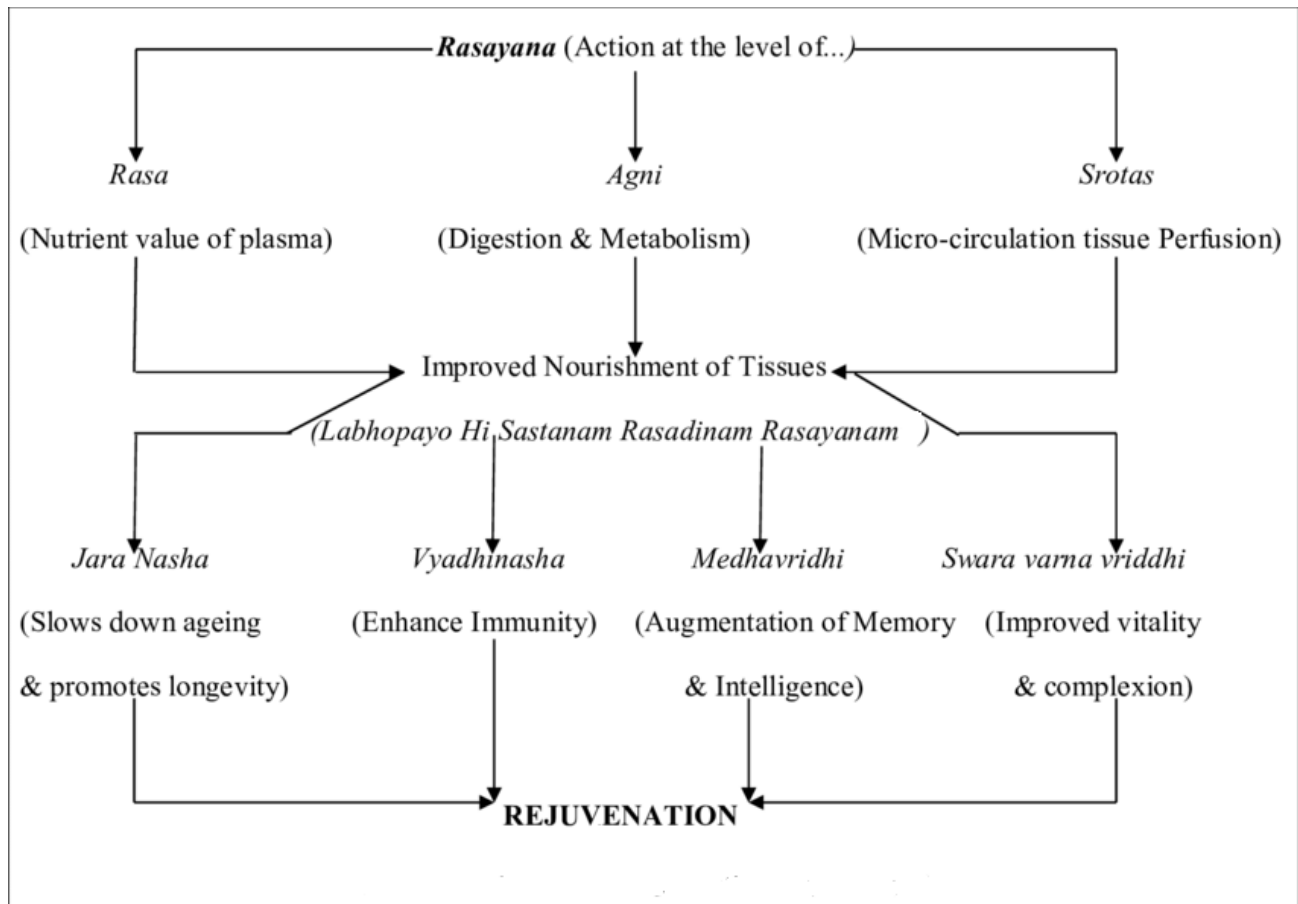 Rasayana (Action at the level of...)
Rasa Agni Srotas
(Nutrient value of plasma) (Digestion & Metabolism) (Micro-circulation tissue Perfusion)
Improved Nourishment of Tissues
(Labhopayo Hi Sastanam Rasadinam Rasayanam )
Jara Nasha Vyadhinasha Medhavridhi Swara varna vriddhi
(Slows down ageing (Enhance Immunity) (Augmentation of Memory (Improved vitality
& promotes longevity) & Intelligence) & complexion)
REJUVENATION